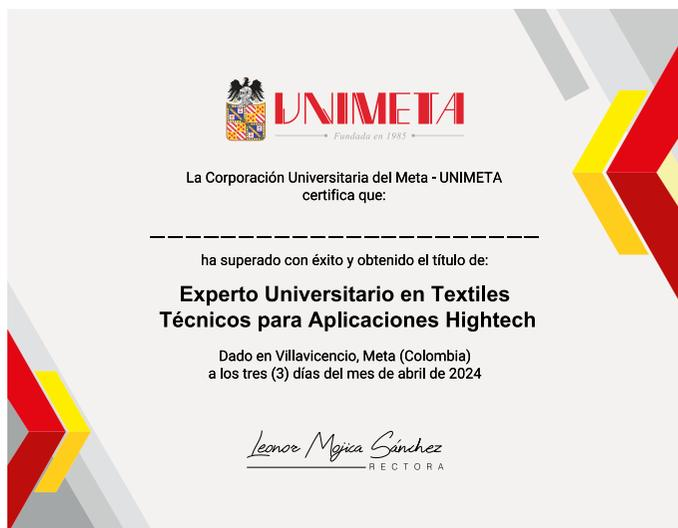 UNIMETA
Fundada en 1985
La Corporación Universitaria del Meta - UNIMETA
certifica que:
ha superado con éxito y obtenido el título de:
Experto Universitario en Textiles
Técnicos para Aplicaciones Hightech
Dado en Villavicencio, Meta (Colombia)
a los tres (3) días del mes de abril de 2024
Leonor Mojica Sánchez
RECTORA